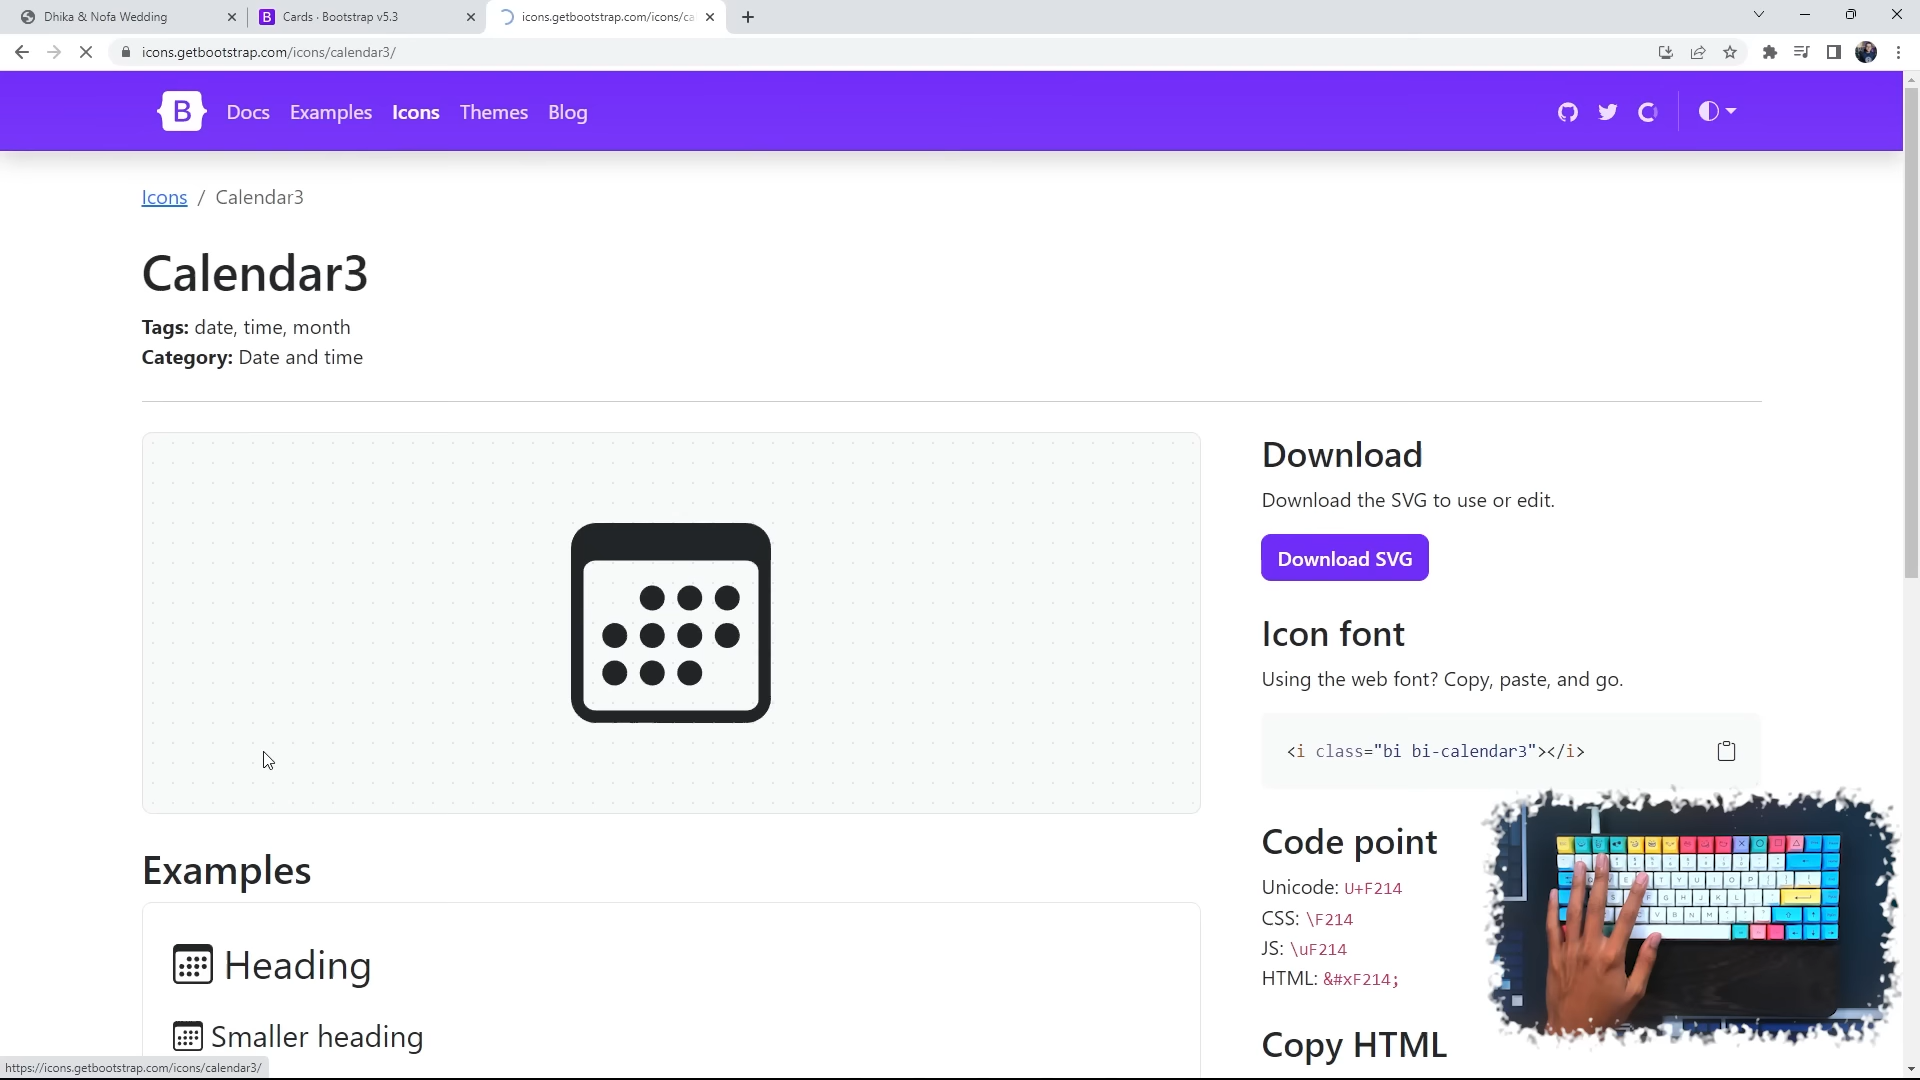 Dhika & Nofa Wedding
B Cards · Bootstrap v5.3
icons.getbootstrap.com/icons/ca
icons.getbootstrap.com/icons/calendar3/
B Docs Examples Icons Themes Blog
Icons / Calendar3
Calendar3
Tags: date, time, month
Category: Date and time
Download
Download the SVG to use or edit.
Download SVG
Icon font
Using the web font? Copy, paste, and go.
<i class="bi bi-calendar3"></i>
Code point
Unicode: U+F214
CSS: \F214
JS: \uF214
HTML: &#xF214;
Copy HTML
Examples
Heading
Smaller heading
https://icons.getbootstrap.com/icons/calendar3/